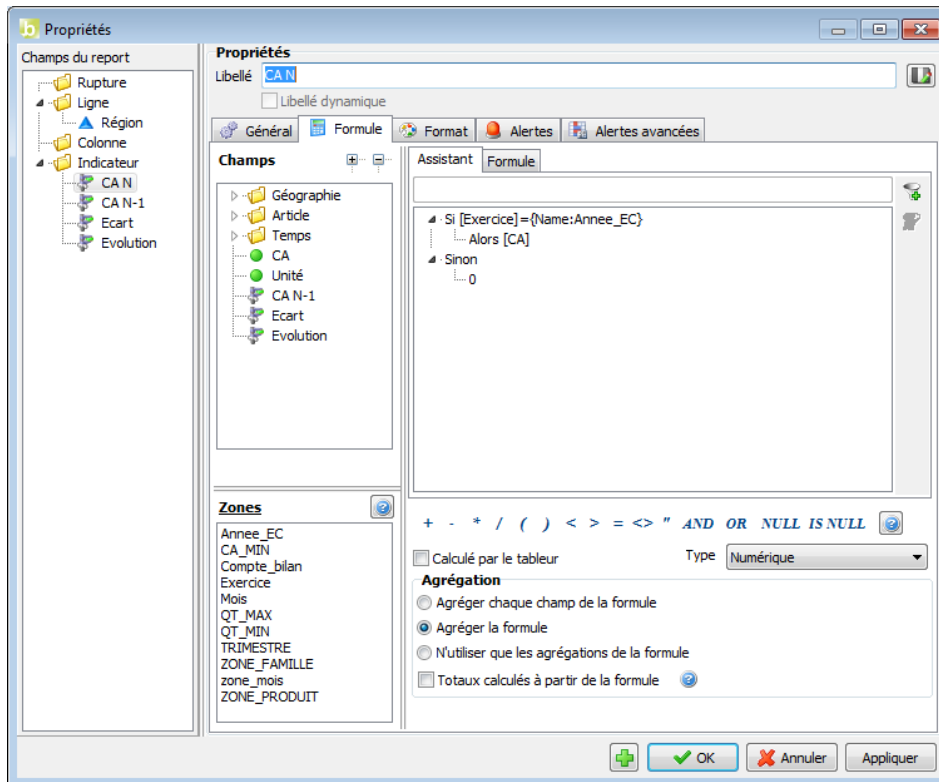 Propriétés
Champs du report
Rupture
Ligne
Région
Colonne
Indicateur
CA N
CA N-1
Ecart
Evolution
Propriétés
Libellé CA N
Libellé dynamique
Général Formule Format Alertes Alertes avancées
Champs
Géographie
Article
Temps
CA
Unité
CA N-1
Ecart
Evolution
Zones
Annee_EC
CA_MIN
Compte_bilan
Exercice
Mois
QT_MAX
QT_MIN
TRIMESTRE
ZONE_FAMILLE
zone_mois
ZONE_PRODUIT
Assistant Formule
Si [Exercice]={Name:Annee_EC}
Alors [CA]
Sinon
0
+ - * / ( ) < > = <> " AND OR NULL IS NULL
Calculé par le tableur Type Numérique
Agrégation
Agréger chaque champ de la formule
Agréger la formule
N'utiliser que les agrégations de la formule
Totaux calculés à partir de la formule
OK Annuler Appliquer